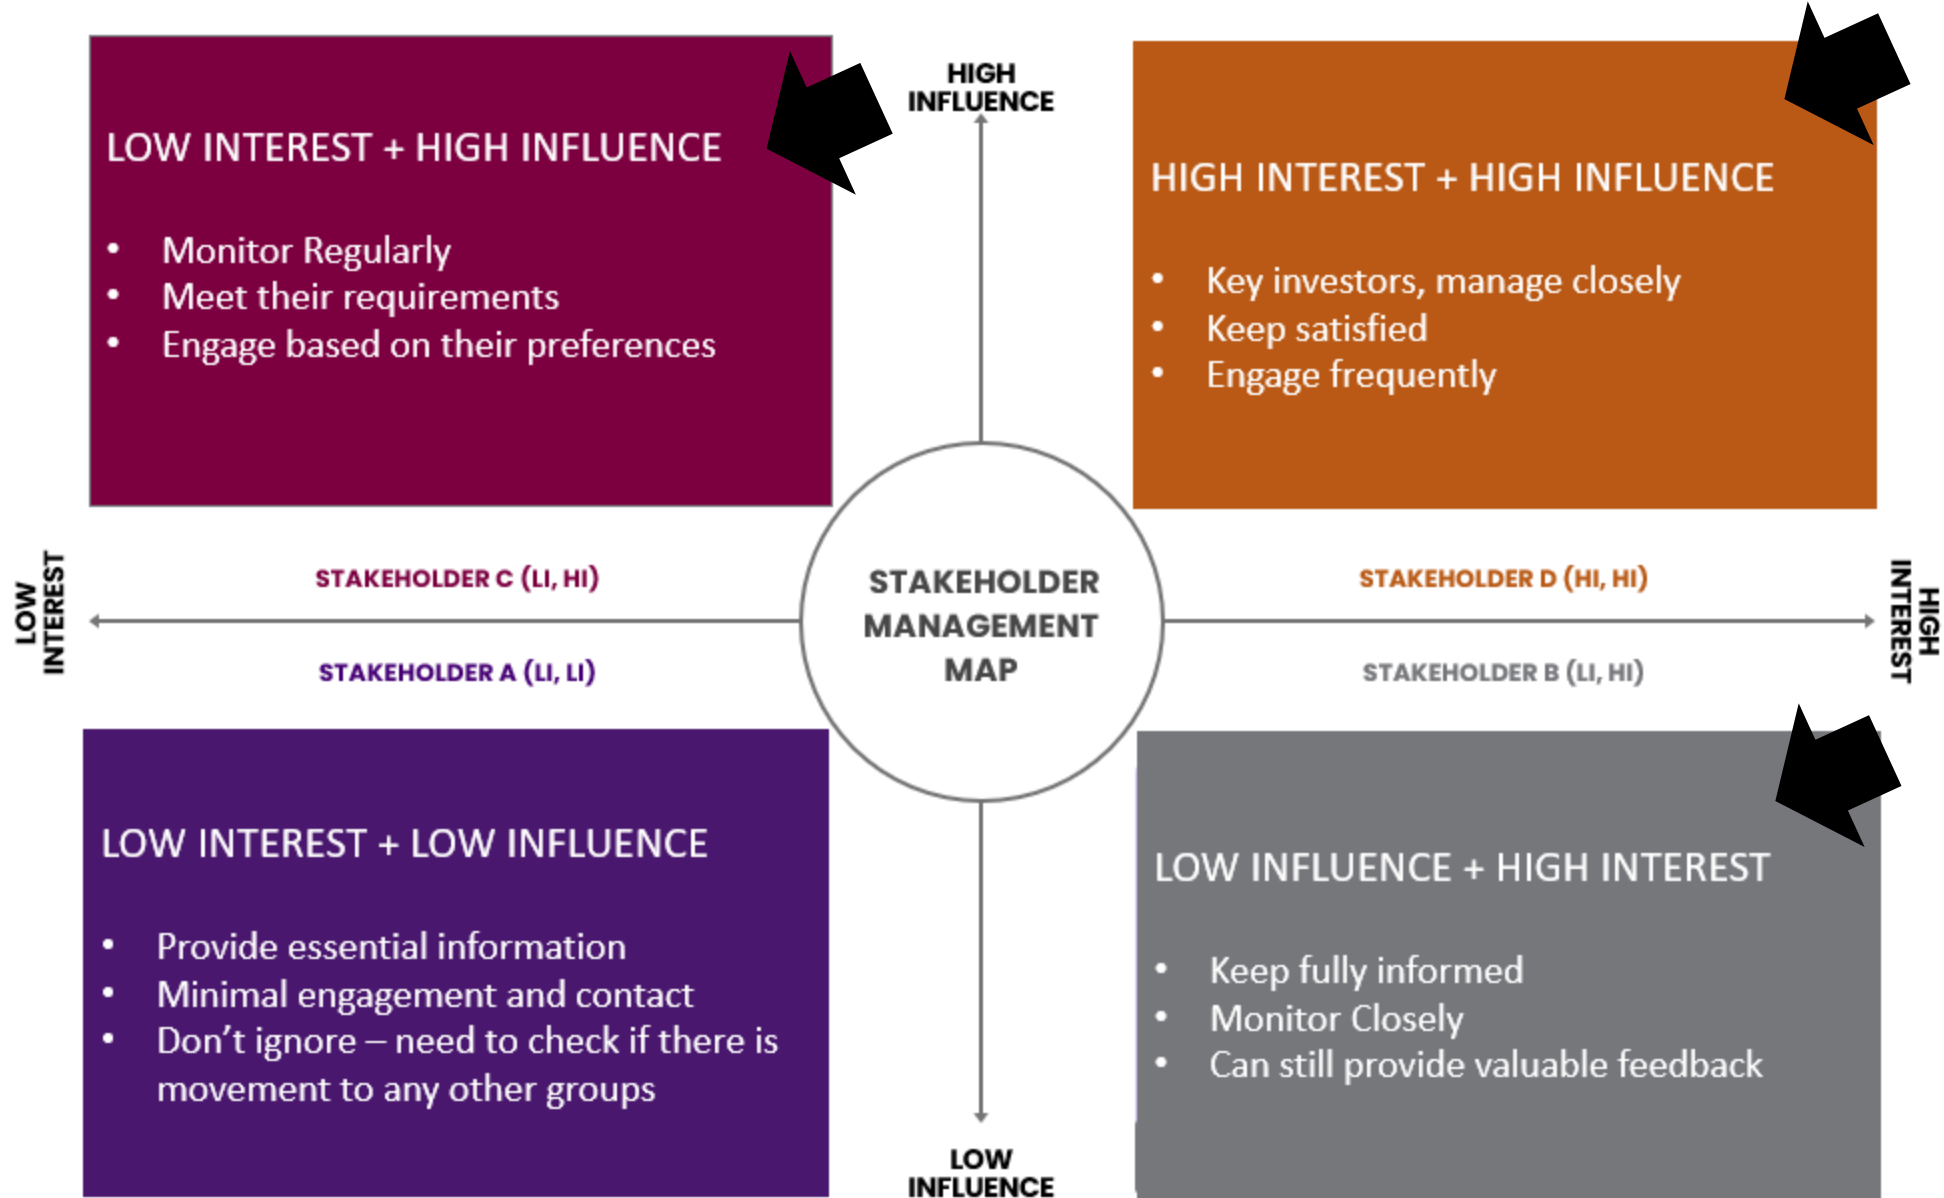 HIGH
INFLUENCE
LOW INTEREST + HIGH INFLUENCE
• Monitor Regularly
• Meet their requirements
• Engage based on their preferences
HIGH INTEREST + HIGH INFLUENCE
• Key investors, manage closely
• Keep satisfied
• Engage frequently
LOW
INTEREST
STAKEHOLDER C (LI, HI)
STAKEHOLDER A (LI, LI)
STAKEHOLDER
MANAGEMENT
MAP
STAKEHOLDER D (HI, HI)
STAKEHOLDER B (LI, HI)
HIGH
INTEREST
LOW INTEREST + LOW INFLUENCE
• Provide essential information
• Minimal engagement and contact
• Don’t ignore – need to check if there is
movement to any other groups
LOW INFLUENCE + HIGH INTEREST
• Keep fully informed
• Monitor Closely
• Can still provide valuable feedback
LOW
INFLUENCE